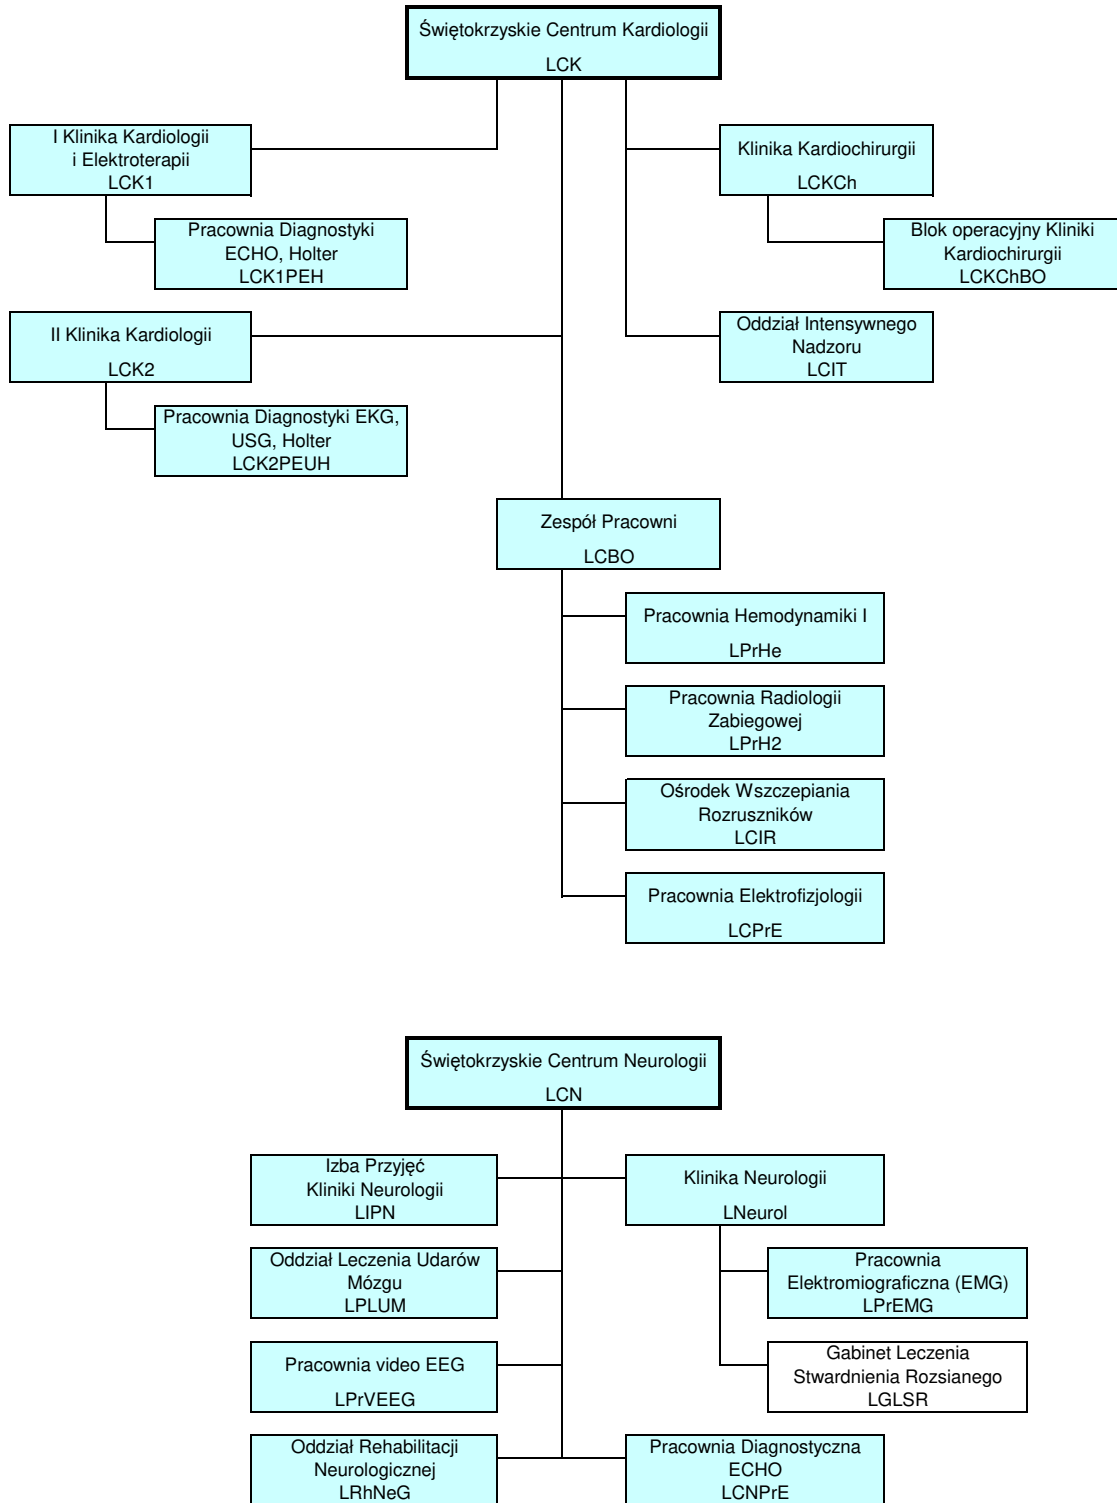 Świętokrzyskie Centrum Kardiologii
LCK
I Klinika Kardiologii
i Elektroterapii
LCK1
Klinika Kardiochirurgii
LCKCh
Pracownia Diagnostyki
ECHO, Holter
LCK1PEH
Blok operacyjny Kliniki
Kardiochirurgii
LCKChBO
II Klinika Kardiologii
LCK2
Oddział Intensywnego
Nadzoru
LCIT
Pracownia Diagnostyki EKG,
USG, Holter
LCK2PEUH
Zespół Pracowni
LCBO
Pracownia Hemodynamiki I
LPrHe
Pracownia Radiologii
Zabiegowej
LPrH2
Ośrodek Wszczepiania
Rozruszników
LCIR
Pracownia Elektrofizjologii
LCPrE
Świętokrzyskie Centrum Neurologii
LCN
Izba Przyjęć
Kliniki Neurologii
LIPN
Klinika Neurologii
LNeurol
Oddział Leczenia Udarów
Mózgu
LPLUM
Pracownia
Elektromiograficzna (EMG)
LPrEMG
Pracownia video EEG
LPrVEEG
Gabinet Leczenia
Stwardnienia Rozsianego
LGLSR
Oddział Rehabilitacji
Neurologicznej
LRhNeG
Pracownia Diagnostyczna
ECHO
LCNPrE